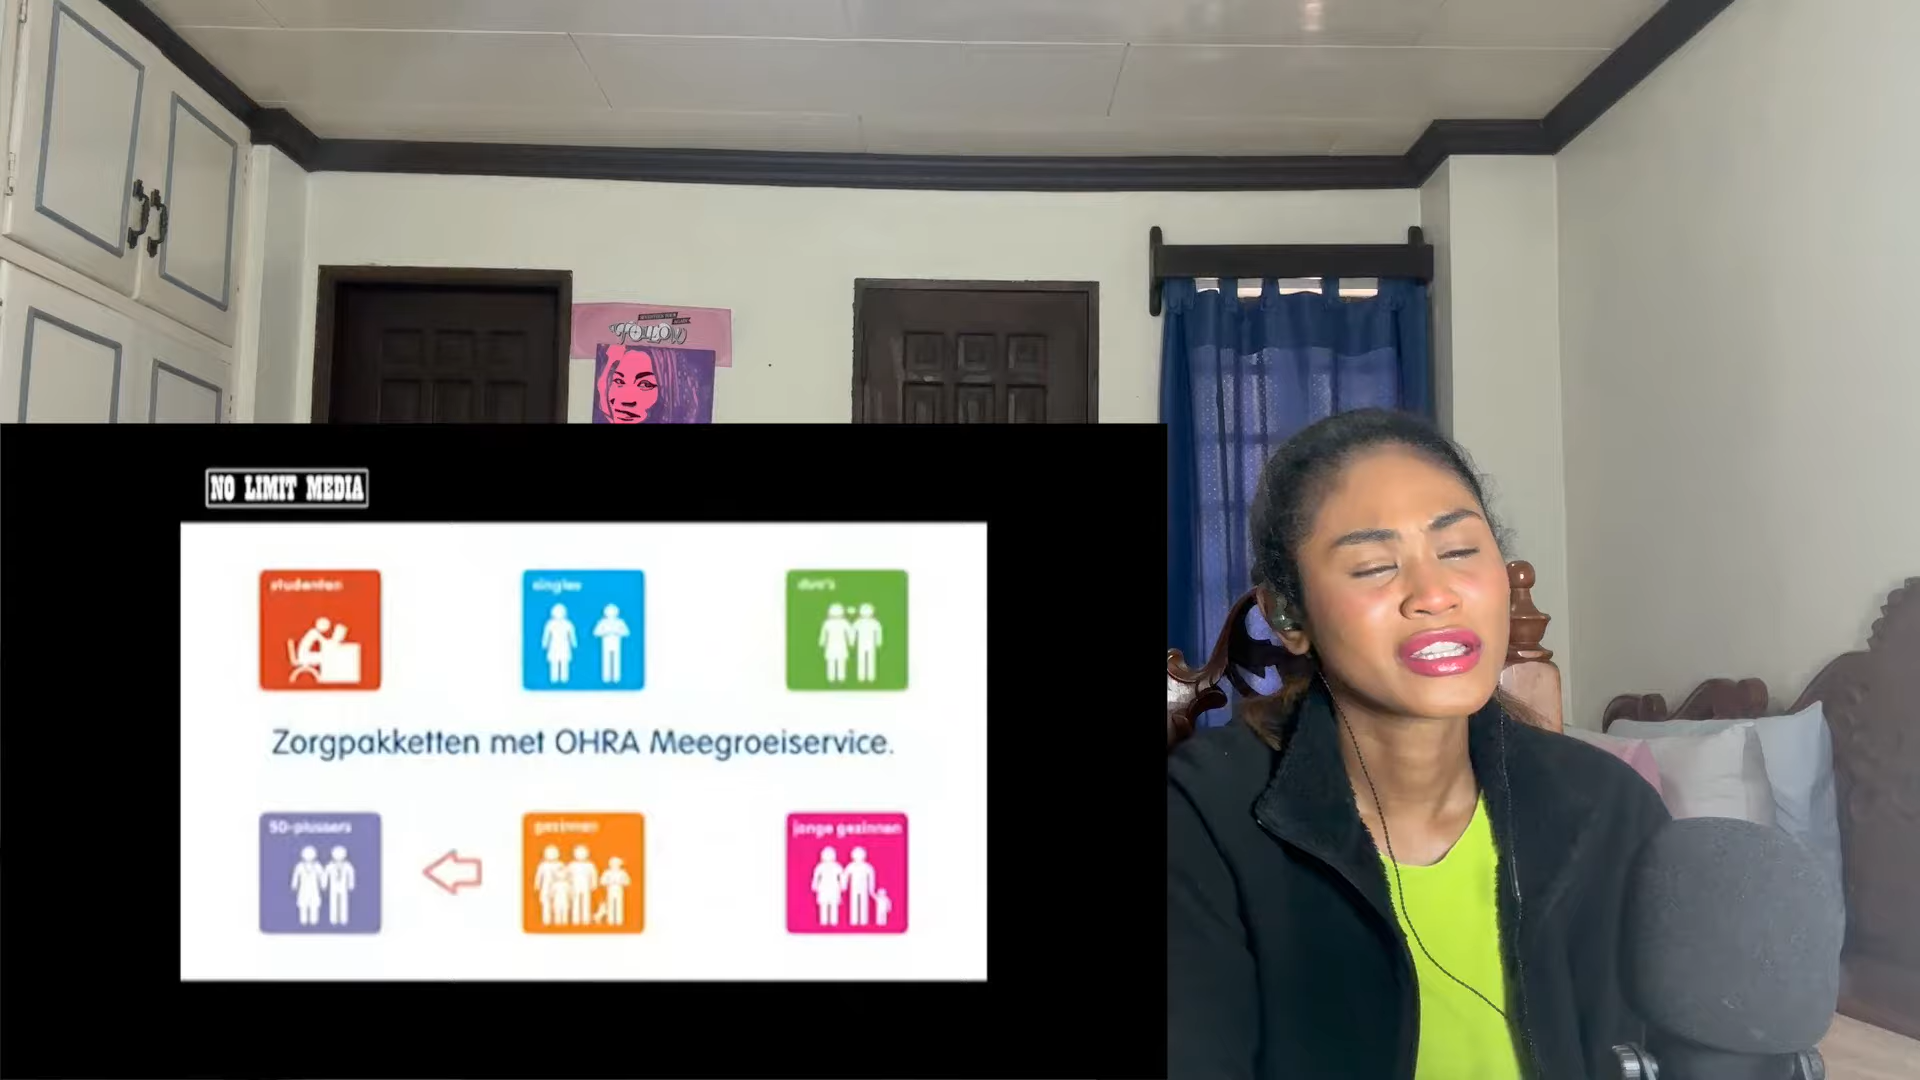 NO LIMIT MEDIA
studenten
singles
duo's
Zorgpakketten met OHRA Meegroeiservice.
50-plussers
gezinnen
jonge gezinnen